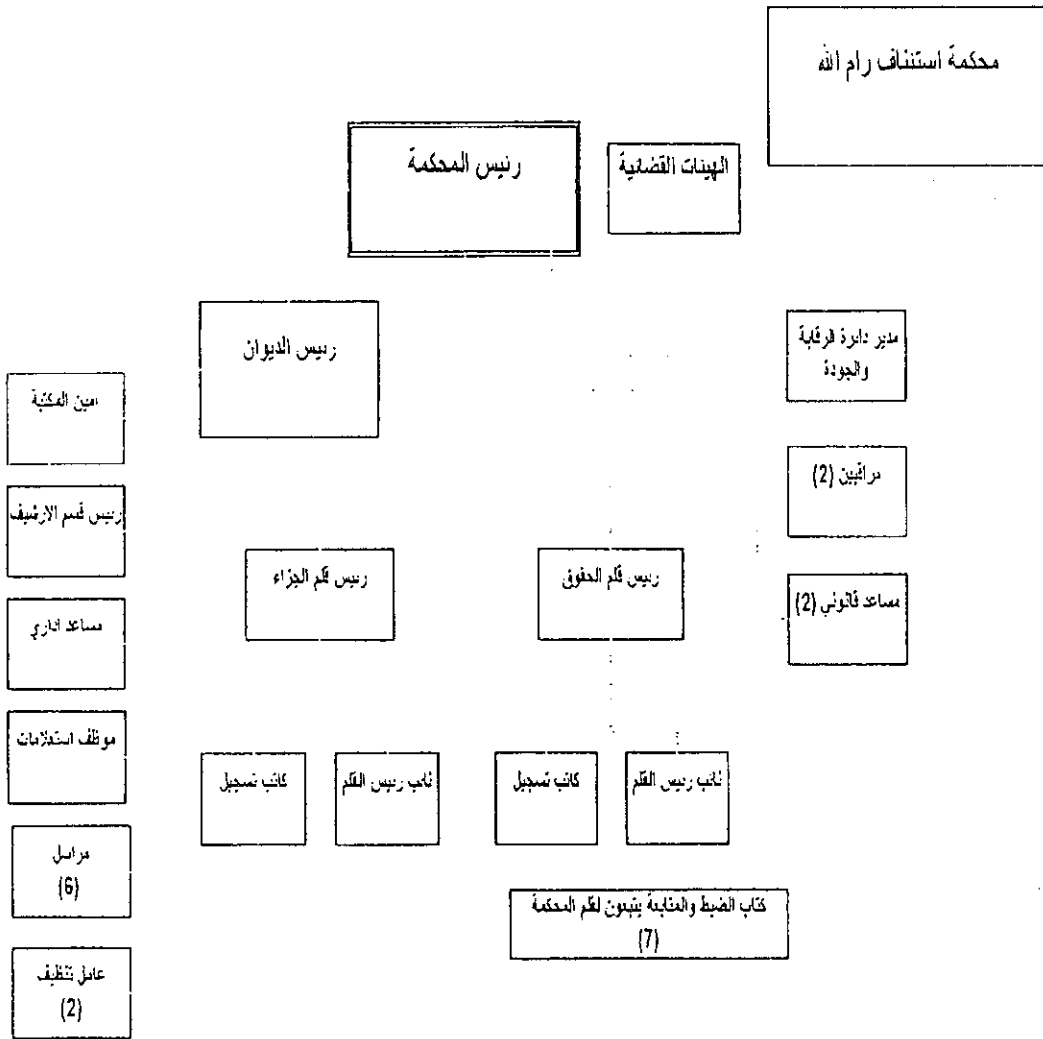 محكمة استئناف رام الله
رئيس المحكمة
الهيئات القضائية
رئيس الديوان
مدير دائرة الرقابة
والجودة
امين المكتبة
مراقبين (2)
رئيس قسم الارشيف
رئيس قلم الحقوق
رئيس قلم الجزاء
مساعد قانوني (2)
مساعد اداري
موظف استعلامات
نائب رئيس القلم
كاتب تسجيل
نائب رئيس القلم
كاتب تسجيل
مراسل
(6)
كتاب الضبط والمتابعة يتبعون لقلم المحكمة
(7)
عامل تنظيف
(2)